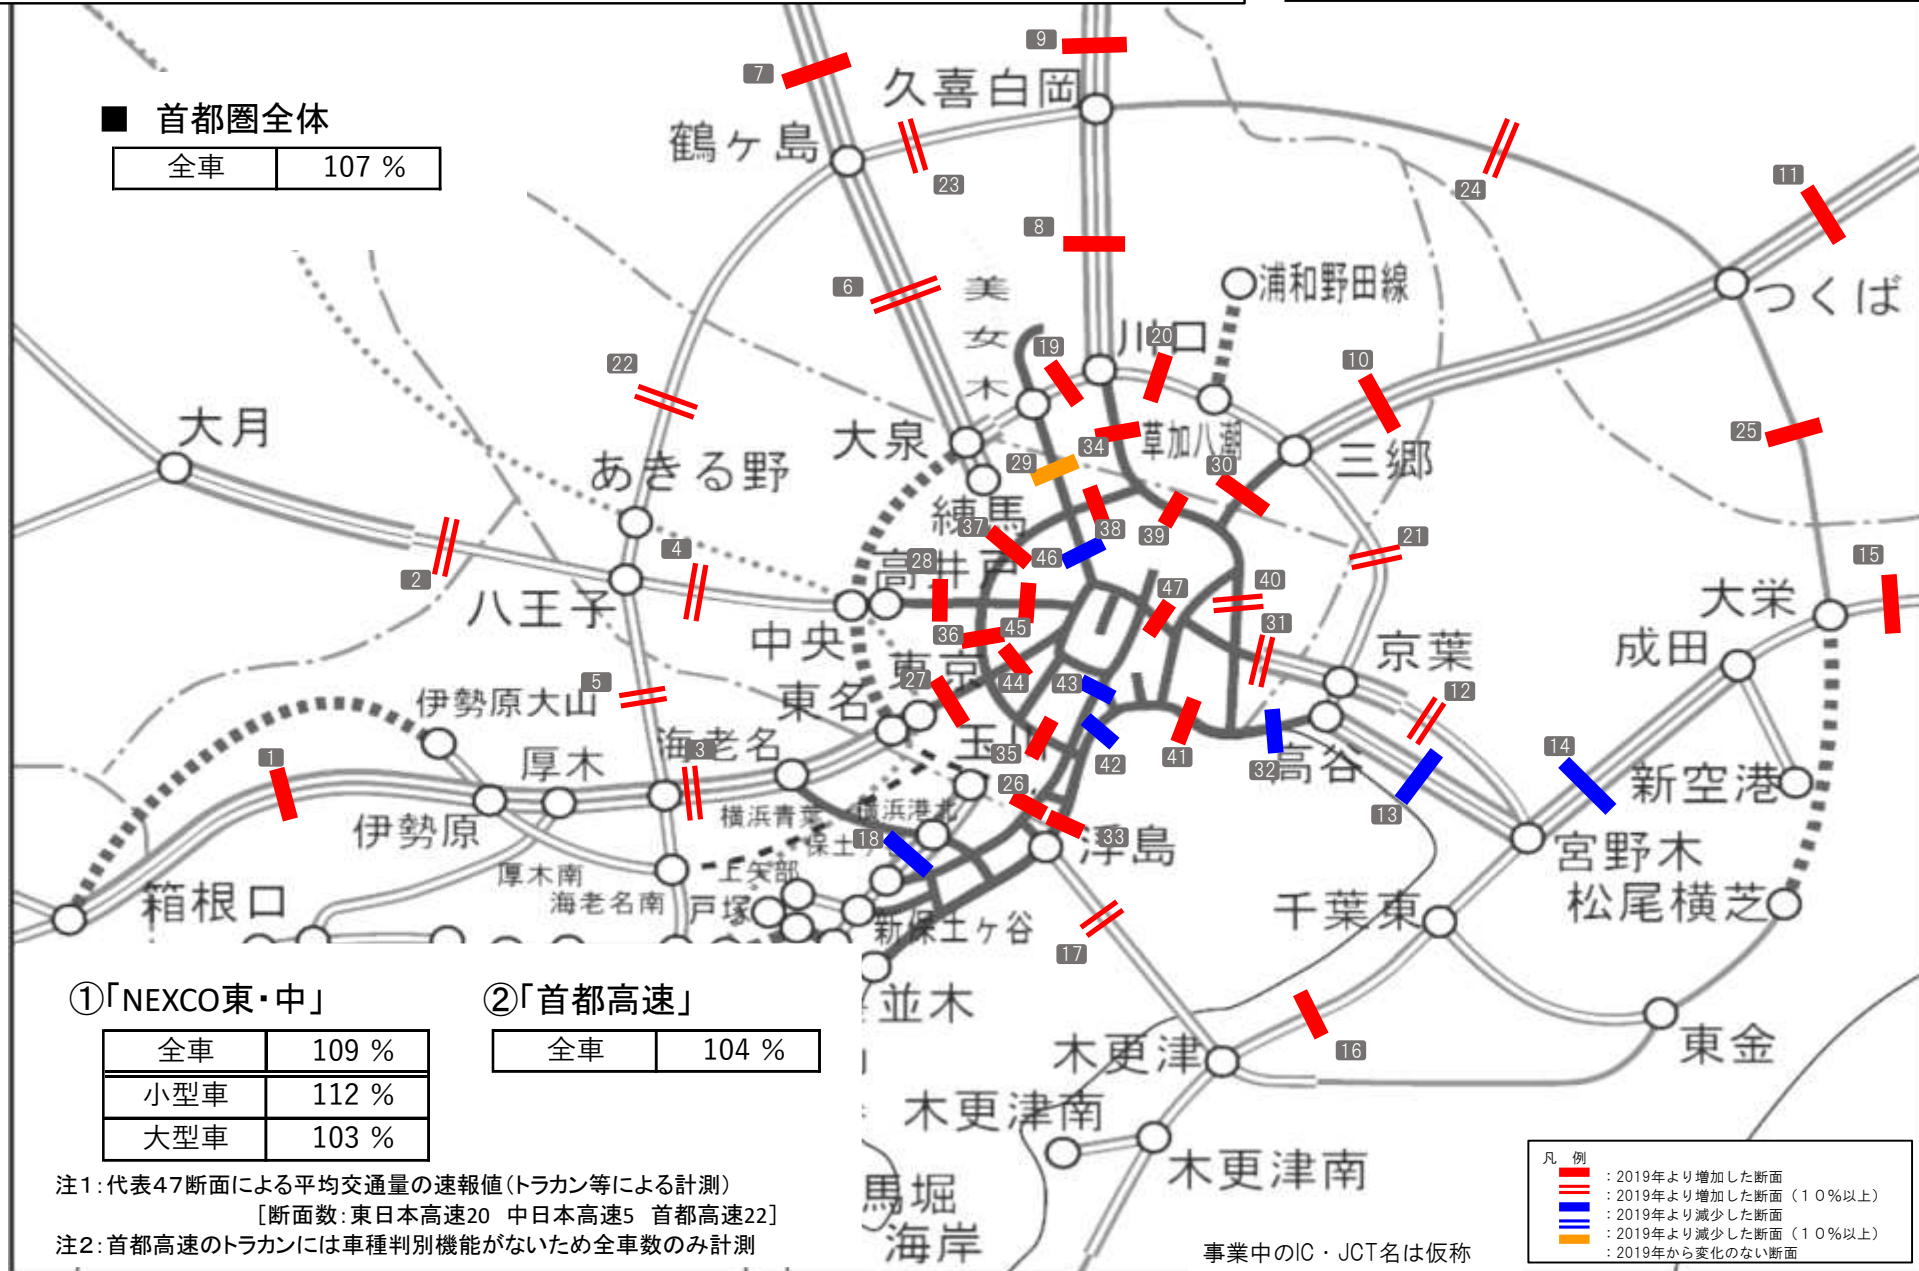 ■ 首都圏全体
全車 107 %
7
9
久喜白岡
鶴ヶ島
23
24
11
8
6
美女木
浦和野田線
つくば
22
19
川口
20
10
大月
大泉
34
草加八潮
25
あきる野
29
30
三郷
練馬
37
38
39
21
2
4
28
高井戸
46
47
40
15
八王子
中央
36
45
31
大栄
東京
京葉
成田
5
27
44
43
12
伊勢原大山
東名
玉川
1
厚木
海老名
3
35
42
41
32
高谷
14
新空港
26
13
横浜青葉
横浜港北
伊勢原
18
保土ヶ谷
33
浮島
宮野木
厚木南
上矢部
箱根口
海老名南
戸塚
新保土ヶ谷
千葉東
松尾横芝
17
並木
16
木更津
東金
木更津南
木更津南
馬堀
海岸
①「NEXCO東・中」
全車 109 %
小型車 112 %
大型車 103 %
②「首都高速」
全車 104 %
注1：代表47断面による平均交通量の速報値（トラカン等による計測）
［断面数：東日本高速20 中日本高速5 首都高速22］
注2：首都高速のトラカンには車種判別機能がないため全車数のみ計測
事業中のIC・JCT名は仮称
凡 例
：2019年より増加した断面
：2019年より増加した断面（１０％以上）
：2019年より減少した断面
：2019年より減少した断面（１０％以上）
：2019年から変化のない断面